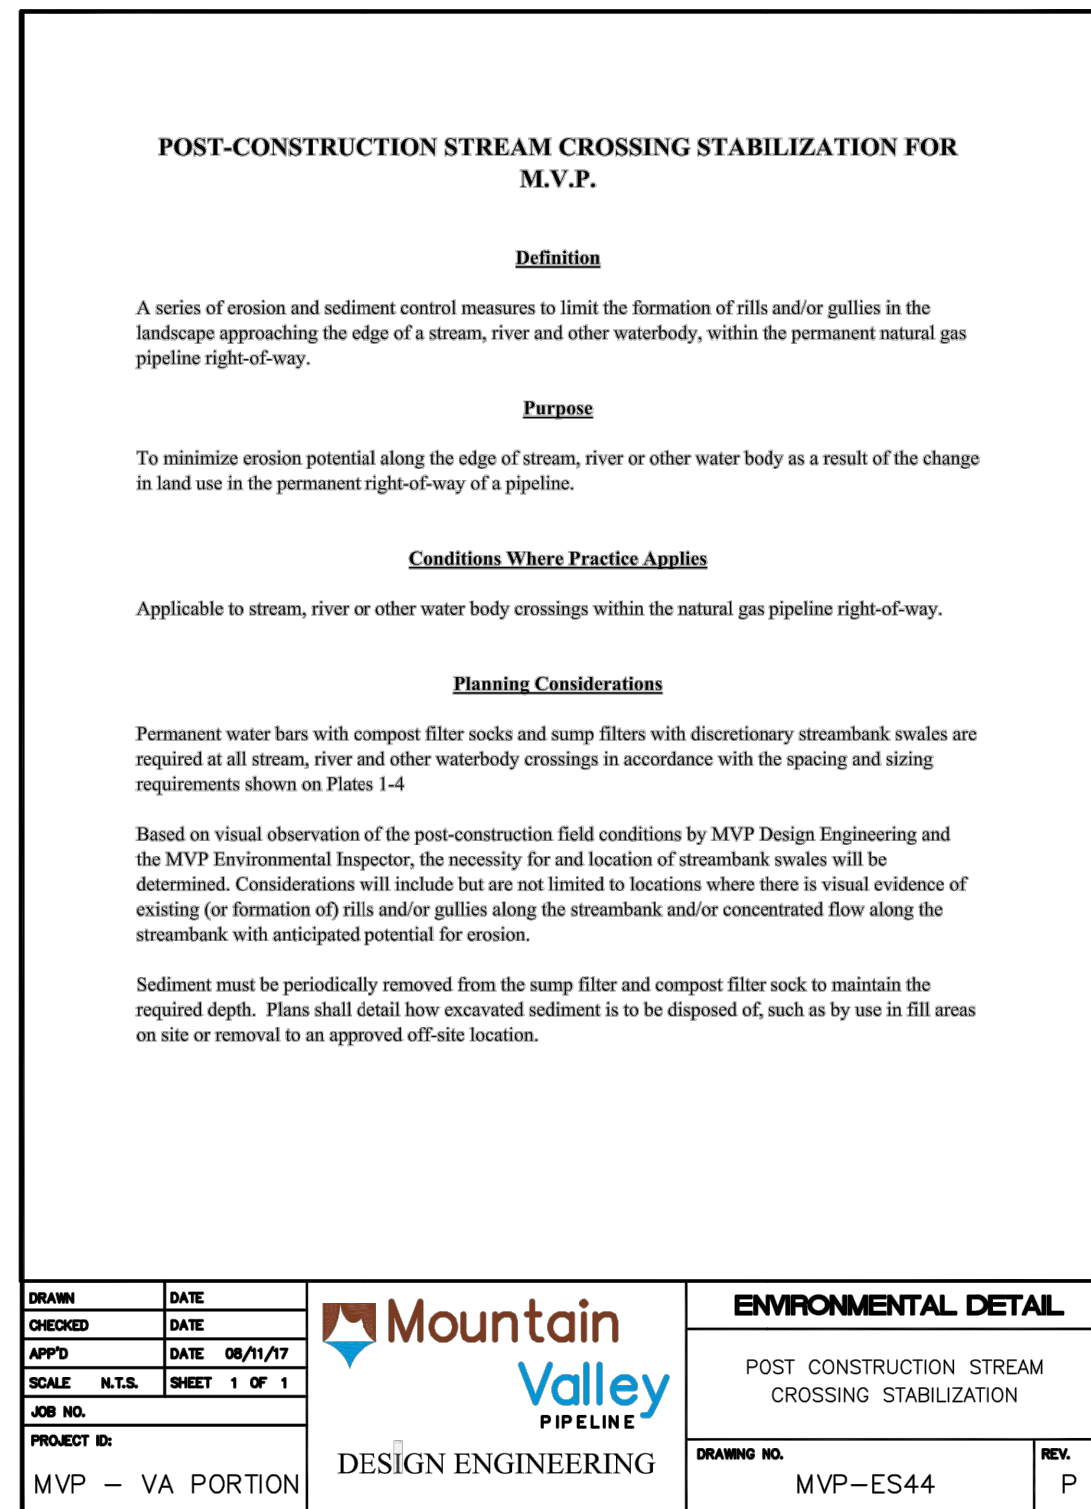 POST-CONSTRUCTION STREAM CROSSING STABILIZATION FOR
M.V.P.
Definition
A series of erosion and sediment control measures to limit the formation of rills and/or gullies in the
landscape approaching the edge of a stream, river and other waterbody, within the permanent natural gas
pipeline right-of-way.
Purpose
To minimize erosion potential along the edge of stream, river or other water body as a result of the change
in land use in the permanent right-of-way of a pipeline.
Conditions Where Practice Applies
Applicable to stream, river or other water body crossings within the natural gas pipeline right-of-way.
Planning Considerations
Permanent water bars with compost filter socks and sump filters with discretionary streambank swales are
required at all stream, river and other waterbody crossings in accordance with the spacing and sizing
requirements shown on Plates 1-4
Based on visual observation of the post-construction field conditions by MVP Design Engineering and
the MVP Environmental Inspector, the necessity for and location of streambank swales will be
determined. Considerations will include but are not limited to locations where there is visual evidence of
existing (or formation of) rills and/or gullies along the streambank and/or concentrated flow along the
streambank with anticipated potential for erosion.
Sediment must be periodically removed from the sump filter and compost filter sock to maintain the
required depth.  Plans shall detail how excavated sediment is to be disposed of, such as by use in fill areas
on site or removal to an approved off-site location.
DRAWN DATE
CHECKED DATE
APP'D DATE 08/11/17
SCALE N.T.S. SHEET 1 OF 1
JOB NO.
PROJECT ID:
MVP - VA PORTION
Mountain
Valley
PIPELINE
DESIGN ENGINEERING
ENVIRONMENTAL DETAIL
POST CONSTRUCTION STREAM
CROSSING STABILIZATION
DRAWING NO.
MVP-ES44
REV.
P